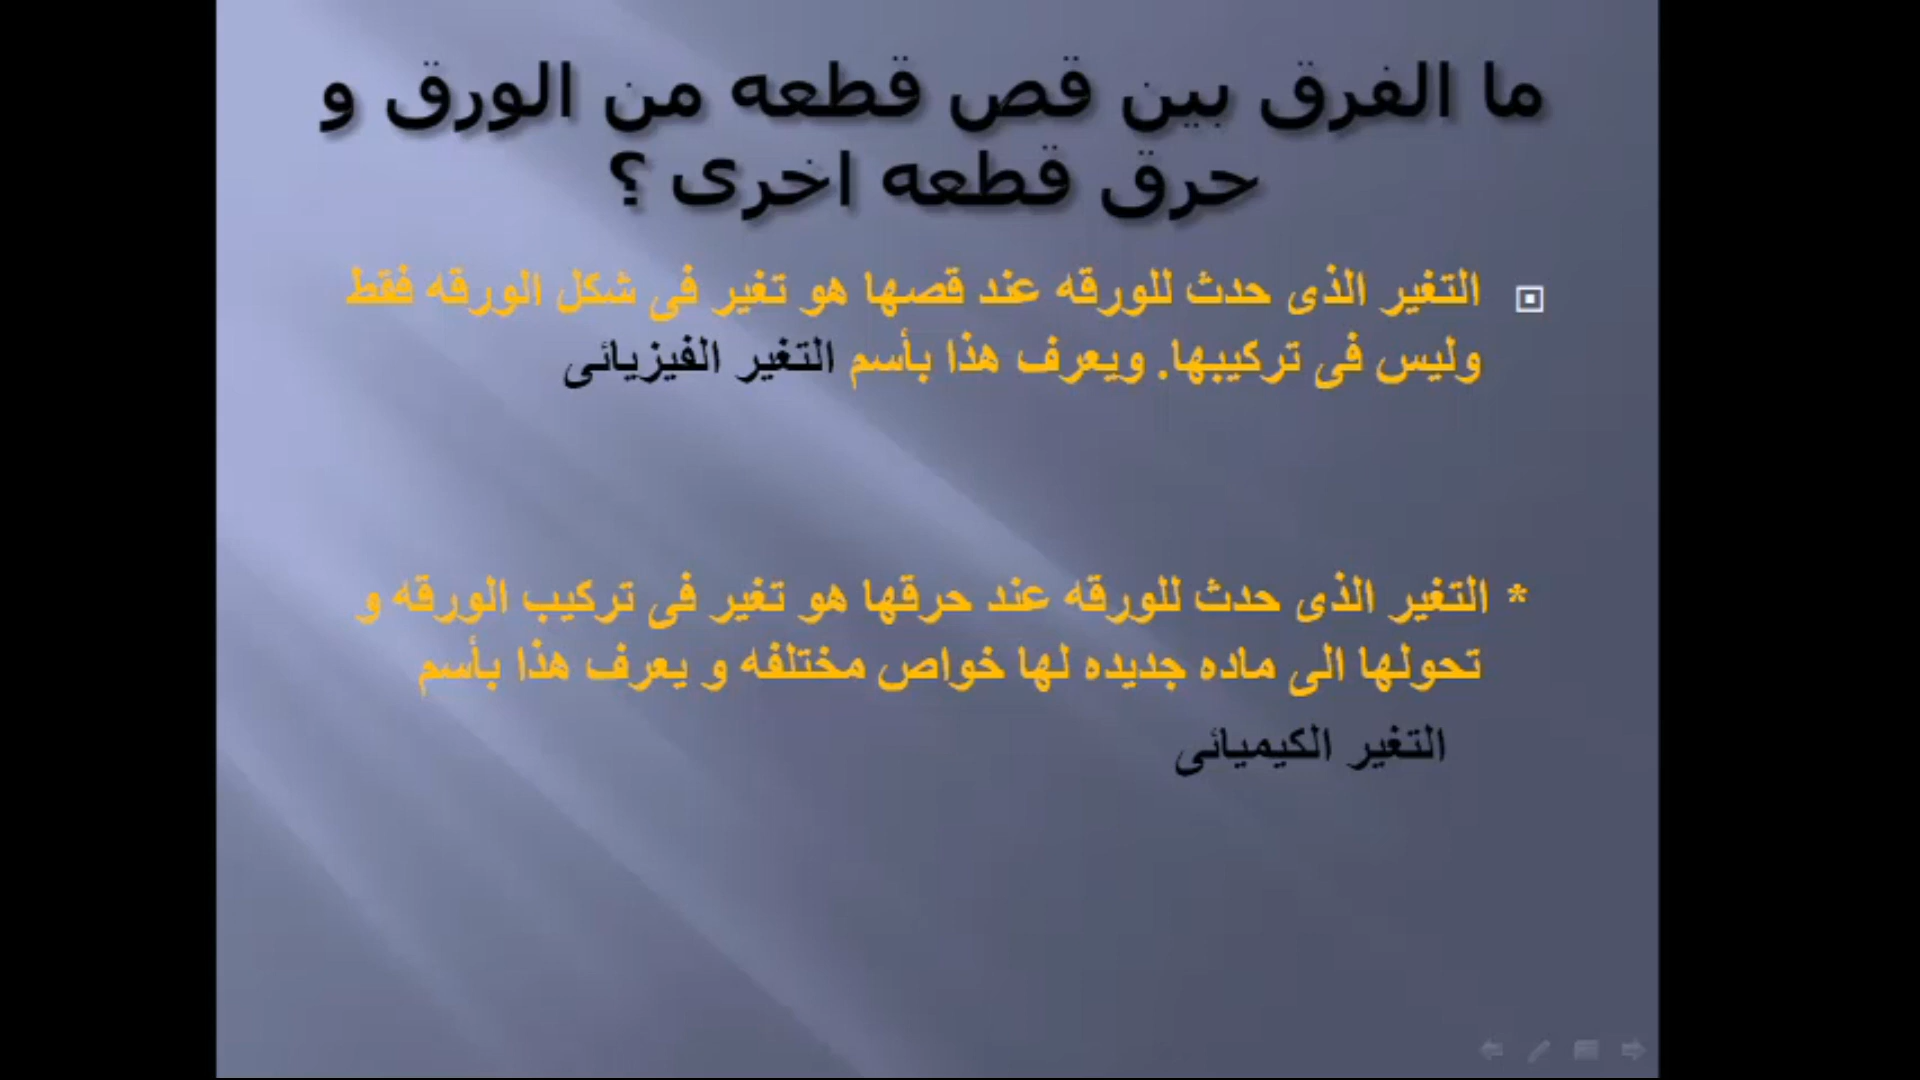 ما الفرق بين قص قطعه من الورق و
حرق قطعه اخرى ؟
التغير الذى حدث للورقه عند قصها هو تغير فى شكل الورقه فقط
وليس فى تركيبها. ويعرف هذا بأسم التغير الفيزيائى
* التغير الذى حدث للورقه عند حرقها هو تغير فى تركيب الورقه و
تحولها الى ماده جديده لها خواص مختلفه و يعرف هذا بأسم
التغير الكيميائى